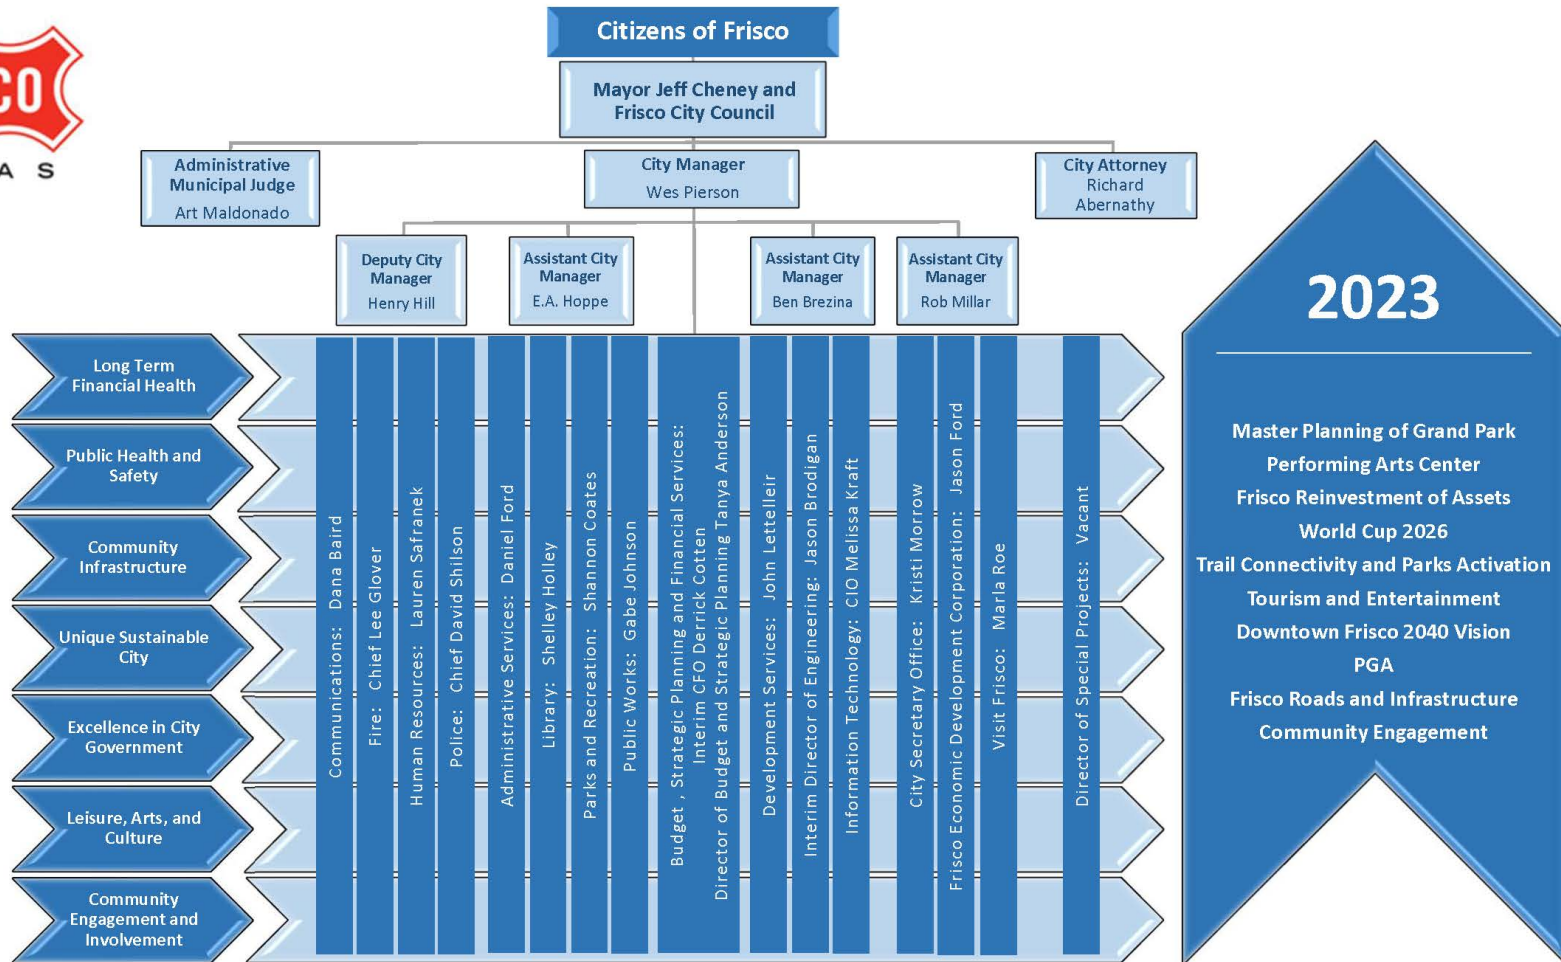 CO
A S
Citizens of Frisco
Mayor Jeff Cheney and
Frisco City Council
Administrative
Municipal Judge
Art Maldonado
City Manager
Wes Pierson
City Attorney
Richard
Abernathy
Deputy City
Manager
Henry Hill
Assistant City
Manager
E.A. Hoppe
Assistant City
Manager
Ben Brezina
Assistant City
Manager
Rob Millar
Long Term
Financial Health
Public Health and
Safety
Community
Infrastructure
Unique Sustainable
City
Excellence in City
Government
Leisure, Arts, and
Culture
Community
Engagement and
Involvement
Communications: Dana Baird
Fire: Chief Lee Glover
Human Resources: Lauren Safranek
Police: Chief David Shilson
Administrative Services: Daniel Ford
Library: Shelley Holley
Parks and Recreation: Shannon Coates
Public Works: Gabe Johnson
Budget , Strategic Planning and Financial Services:
Interim CFO Derrick Cotten
Director of Budget and Strategic Planning Tanya Anderson
Development Services: John Lettelleir
Interim Director of Engineering: Jason Brodigan
Information Technology: CIO Melissa Kraft
City Secretary Office: Kristi Morrow
Frisco Economic Development Corporation: Jason Ford
Visit Frisco: Marla Roe
Director of Special Projects: Vacant
2023
Master Planning of Grand Park
Performing Arts Center
Frisco Reinvestment of Assets
World Cup 2026
Trail Connectivity and Parks Activation
Tourism and Entertainment
Downtown Frisco 2040 Vision
PGA
Frisco Roads and Infrastructure
Community Engagement